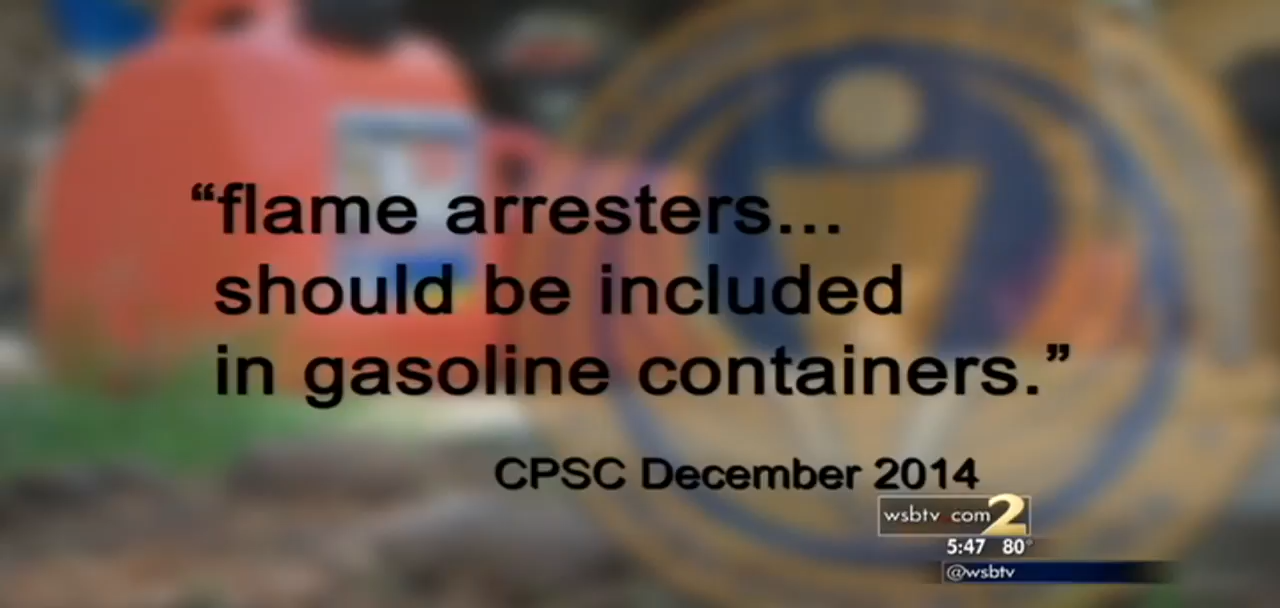 “flame arresters...
should be included
in gasoline containers.”
CPSC December 2014
wsbtv.com 2
5:47 80°
@wsbtv